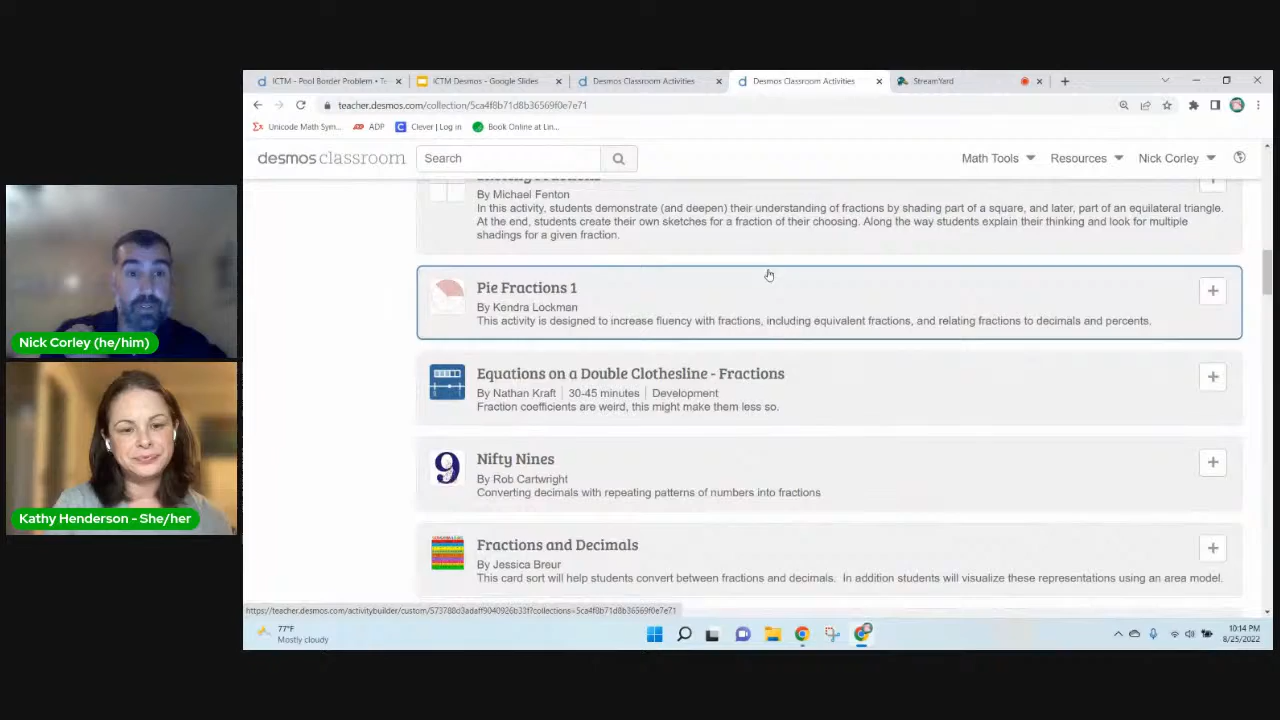 ICTM - Pool Border Problem • Te
ICTM Desmos - Google Slides
Desmos Classroom Activities
Desmos Classroom Activities
StreamYard
teacher.desmos.com/collection/5ca4f8b71d8b36569f0e7e71
Unicode Math Sym...
ADP
Clever | Log in
Book Online at Lin...
desmos classroom
Search
Math Tools
Resources
Nick Corley
By Michael Fenton
In this activity, students demonstrate (and deepen) their understanding of fractions by shading part of a square, and later, part of an equilateral triangle.
At the end, students create their own sketches for a fraction of their choosing. Along the way students explain their thinking and look for multiple
shadings for a given fraction.
Pie Fractions 1
By Kendra Lockman
This activity is designed to increase fluency with fractions, including equivalent fractions, and relating fractions to decimals and percents.
Equations on a Double Clothesline - Fractions
By Nathan Kraft | 30-45 minutes | Development
Fraction coefficients are weird, this might make them less so.
9
Nifty Nines
By Rob Cartwright
Converting decimals with repeating patterns of numbers into fractions
Fractions and Decimals
By Jessica Breur
This card sort will help students convert between fractions and decimals. In addition students will visualize these representations using an area model.
https://teacher.desmos.com/activitybuilder/custom/573788d3adaff9040926b33f?collections=5ca4f8b71d8b36569f0e7e71
77°F
Mostly cloudy
10:14 PM
8/25/2022
Nick Corley (he/him)
Kathy Henderson - She/her